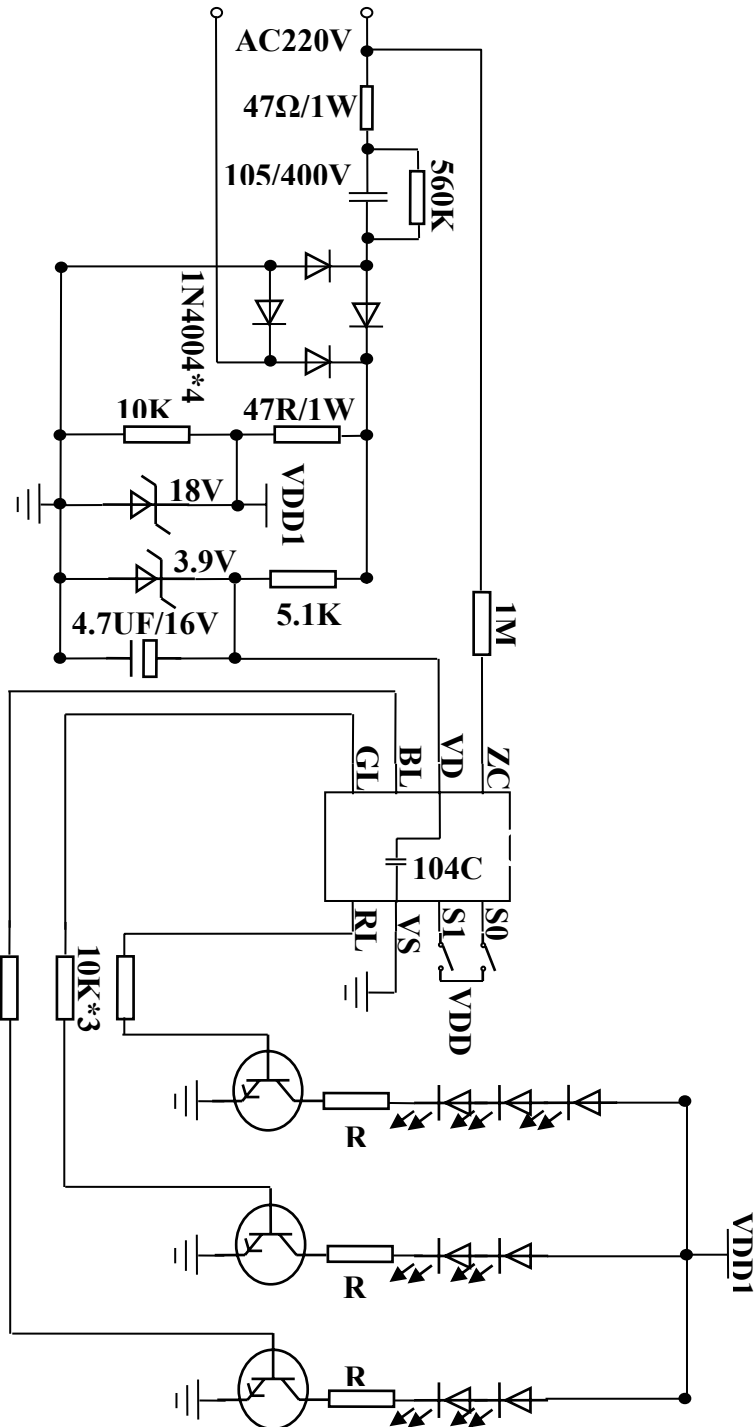 AC220V
47Ω/1W
105/400V
560K
1N4004*4
10K
47R/1W
18V
VDD1
3.9V
5.1K
4.7UF/16V
1M
GL
BL
VD
ZC
104C
RL
VS
S1
S0
VDD
10K*3
R
VDD1
R
R